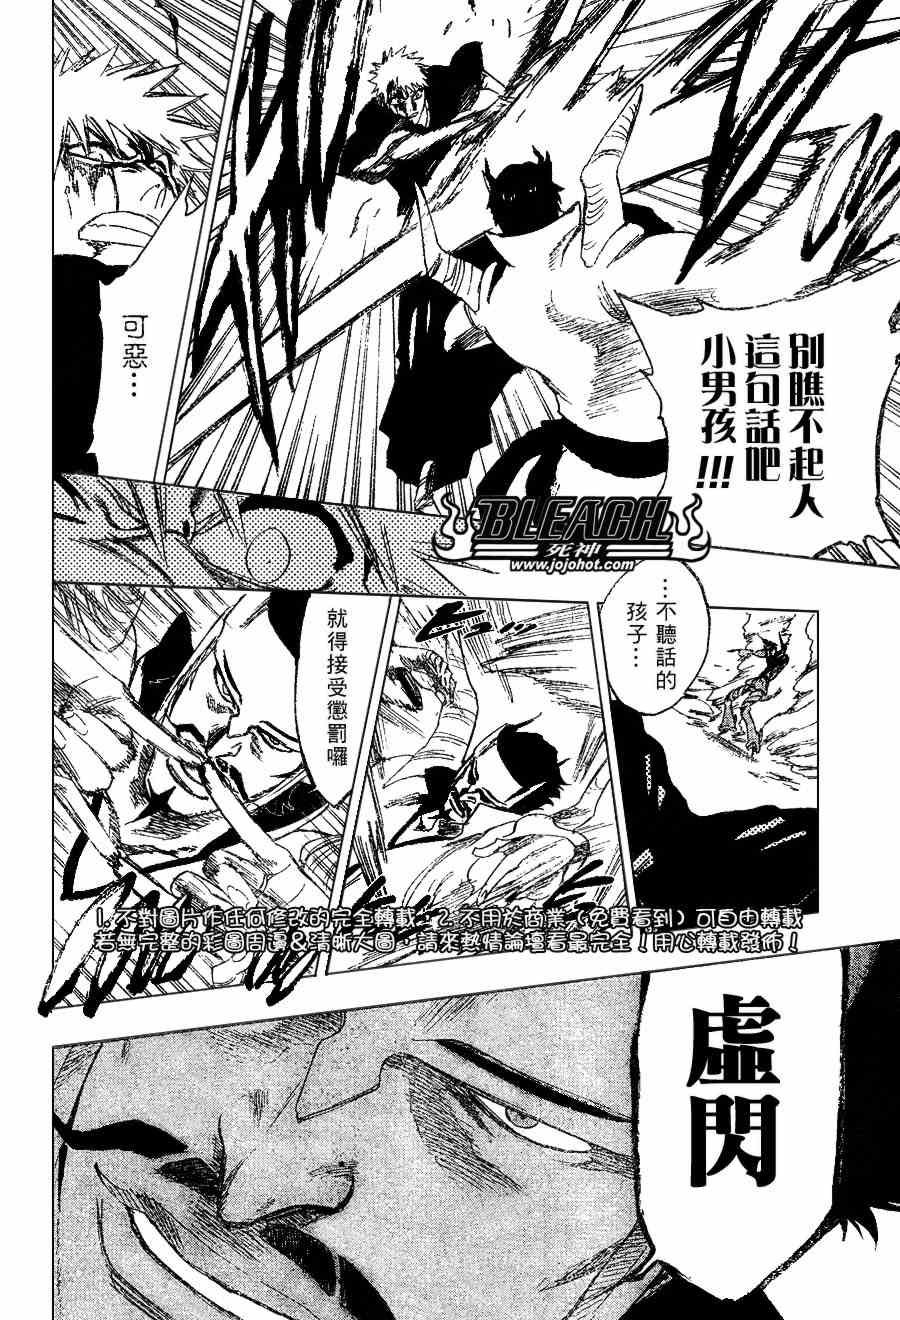 別瞧不起人
這句話吧
小男孩!!!
可惡…
BLEACH
死神
www.jojohot.com
…不聽話的
孩子…
就得接受懲罰囉
1. 不對圖片作任何修改的完全轉載；2. 不用於商業（免費看到）可自由轉載
若無完整的彩圖周邊&清晰大圖，請來熱情論壇看最完全！用心轉載發佈！
虛
閃